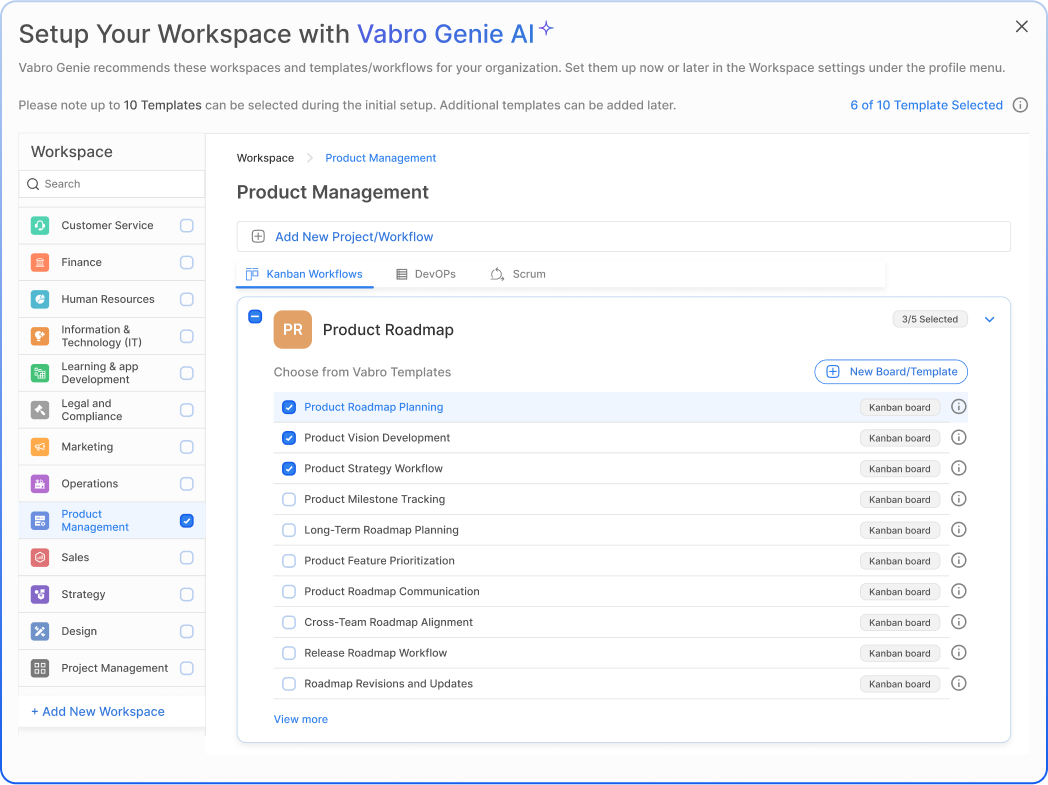 Setup Your Workspace with Vabro Genie AI
Vabro Genie recommends these workspaces and templates/workflows for your organization. Set them up now or later in the Workspace settings under the profile menu.
Please note up to 10 Templates can be selected during the initial setup. Additional templates can be added later.
6 of 10 Template Selected
Workspace
Search
Customer Service
Finance
Human Resources
Information &
Technology (IT)
Learning & app
Development
Legal and
Compliance
Marketing
Operations
Product
Management
Sales
Strategy
Design
Project Management
+ Add New Workspace
Workspace
Product Management
Product Management
Add New Project/Workflow
Kanban Workflows
DevOPs
Scrum
PR
Product Roadmap
3/5 Selected
Choose from Vabro Templates
New Board/Template
Product Roadmap Planning
Kanban board
Product Vision Development
Kanban board
Product Strategy Workflow
Kanban board
Product Milestone Tracking
Kanban board
Long-Term Roadmap Planning
Kanban board
Product Feature Prioritization
Kanban board
Product Roadmap Communication
Kanban board
Cross-Team Roadmap Alignment
Kanban board
Release Roadmap Workflow
Kanban board
Roadmap Revisions and Updates
Kanban board
View more